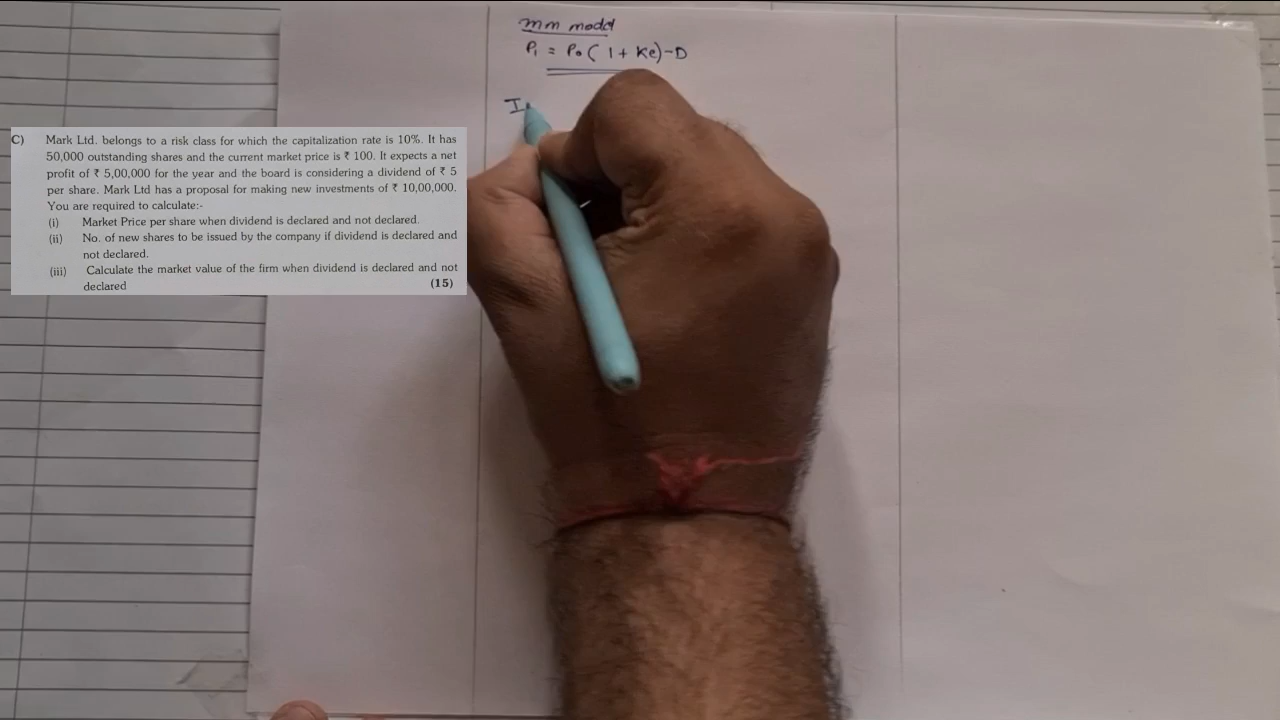 mm model
P₁ = P₀ ( 1 + Ke) - D
I
C) Mark Ltd. belongs to a risk class for which the capitalization rate is 10%. It has
50,000 outstanding shares and the current market price is ₹ 100. It expects a net
profit of ₹ 5,00,000 for the year and the board is considering a dividend of ₹ 5
per share. Mark Ltd has a proposal for making new investments of ₹ 10,00,000.
You are required to calculate:-
(i) Market Price per share when dividend is declared and not declared.
(ii) No. of new shares to be issued by the company if dividend is declared and
not declared.
(iii) Calculate the market value of the firm when dividend is declared and not
declared (15)